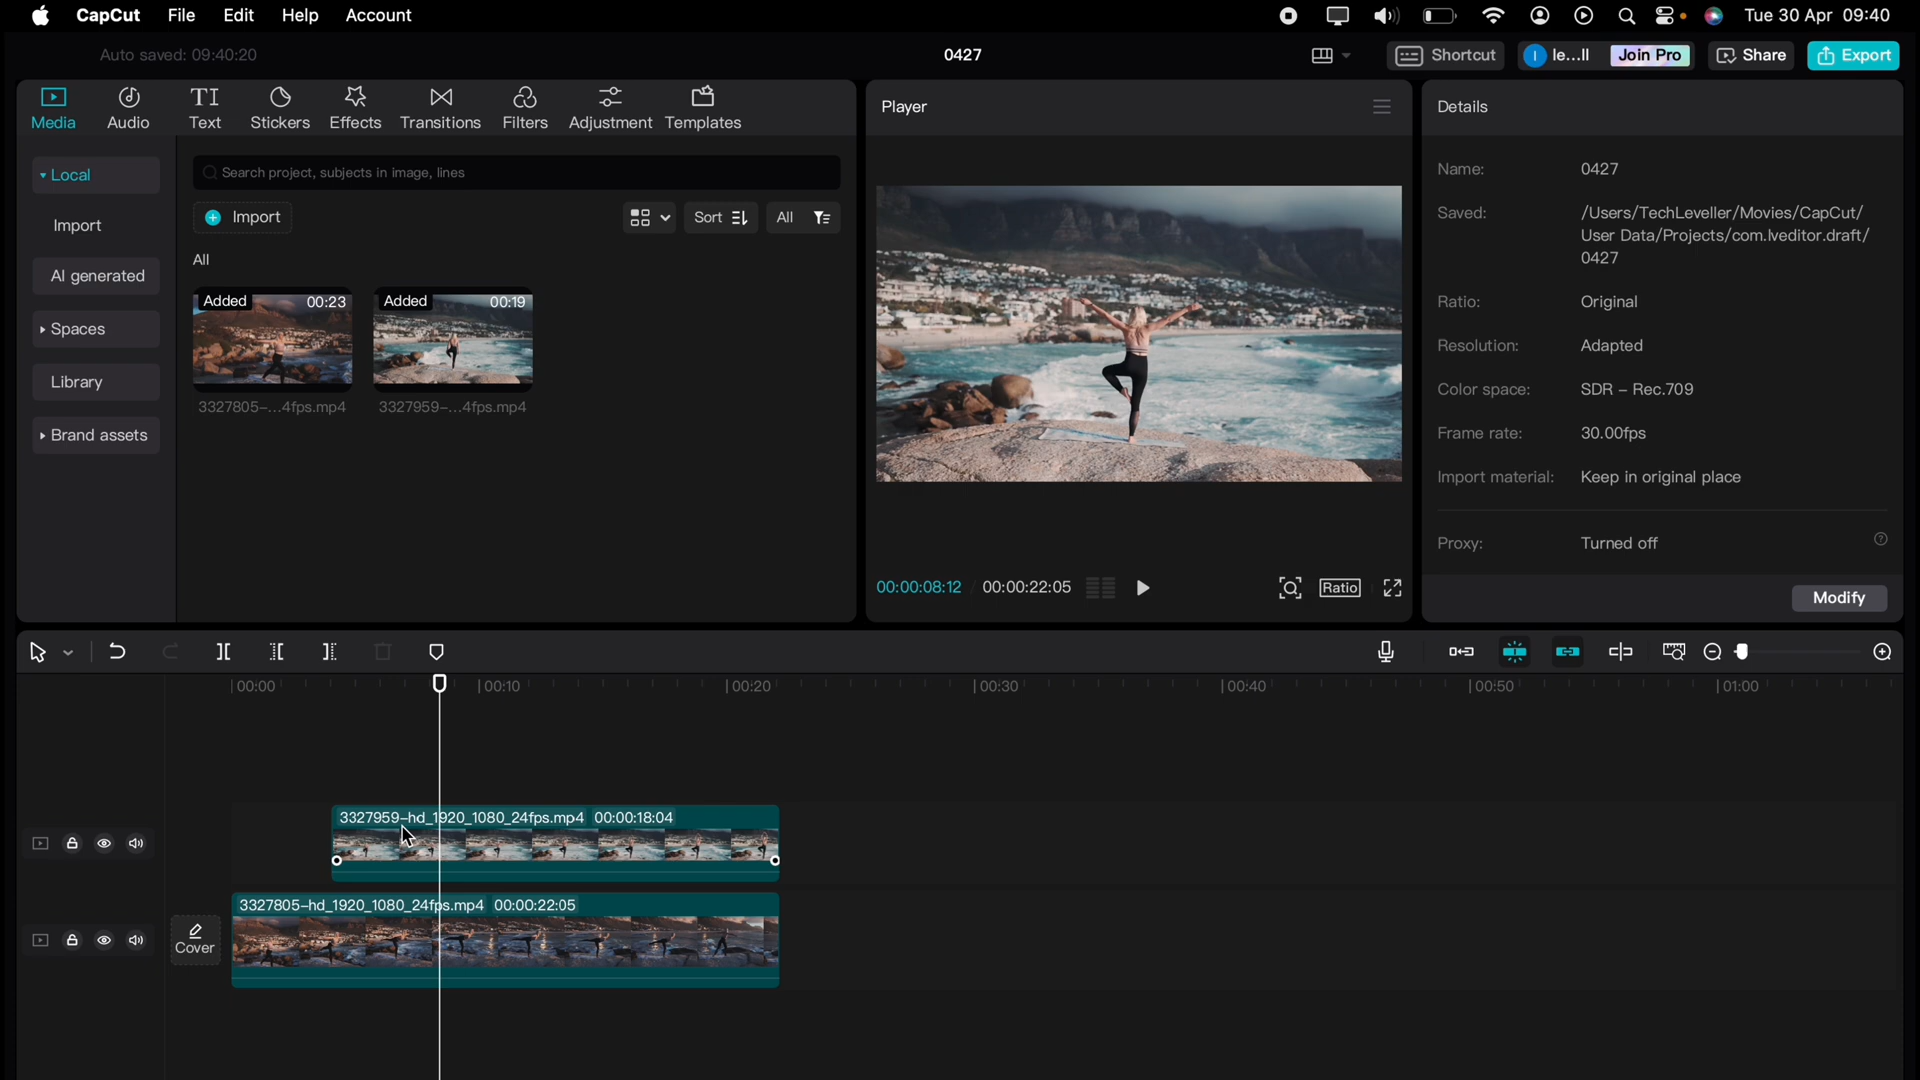 CapCut File Edit Help Account
Tue 30 Apr 09:40
Auto saved: 09:40:20
0427
Shortcut
le...ll
Join Pro
Share
Export
Media
Audio
Text
Stickers
Effects
Transitions
Filters
Adjustment
Templates
Local
Import
AI generated
Spaces
Library
Brand assets
Search project, subjects in image, lines
Import
Sort
All
All
Added 00:23
3327805-...4fps.mp4
Added 00:19
3327959-...4fps.mp4
Player
00:00:08:12 / 00:00:22:05
Ratio
Details
Name: 0427
Saved: /Users/TechLeveller/Movies/CapCut/
User Data/Projects/com.lveditor.draft/
0427
Ratio: Original
Resolution: Adapted
Color space: SDR – Rec.709
Frame rate: 30.00fps
Import material: Keep in original place
Proxy: Turned off
Modify
00:00 00:10 00:20 00:30 00:40 00:50 01:00
3327959-hd_1920_1080_24fps.mp4 00:00:18:04
3327805-hd_1920_1080_24fps.mp4 00:00:22:05
Cover